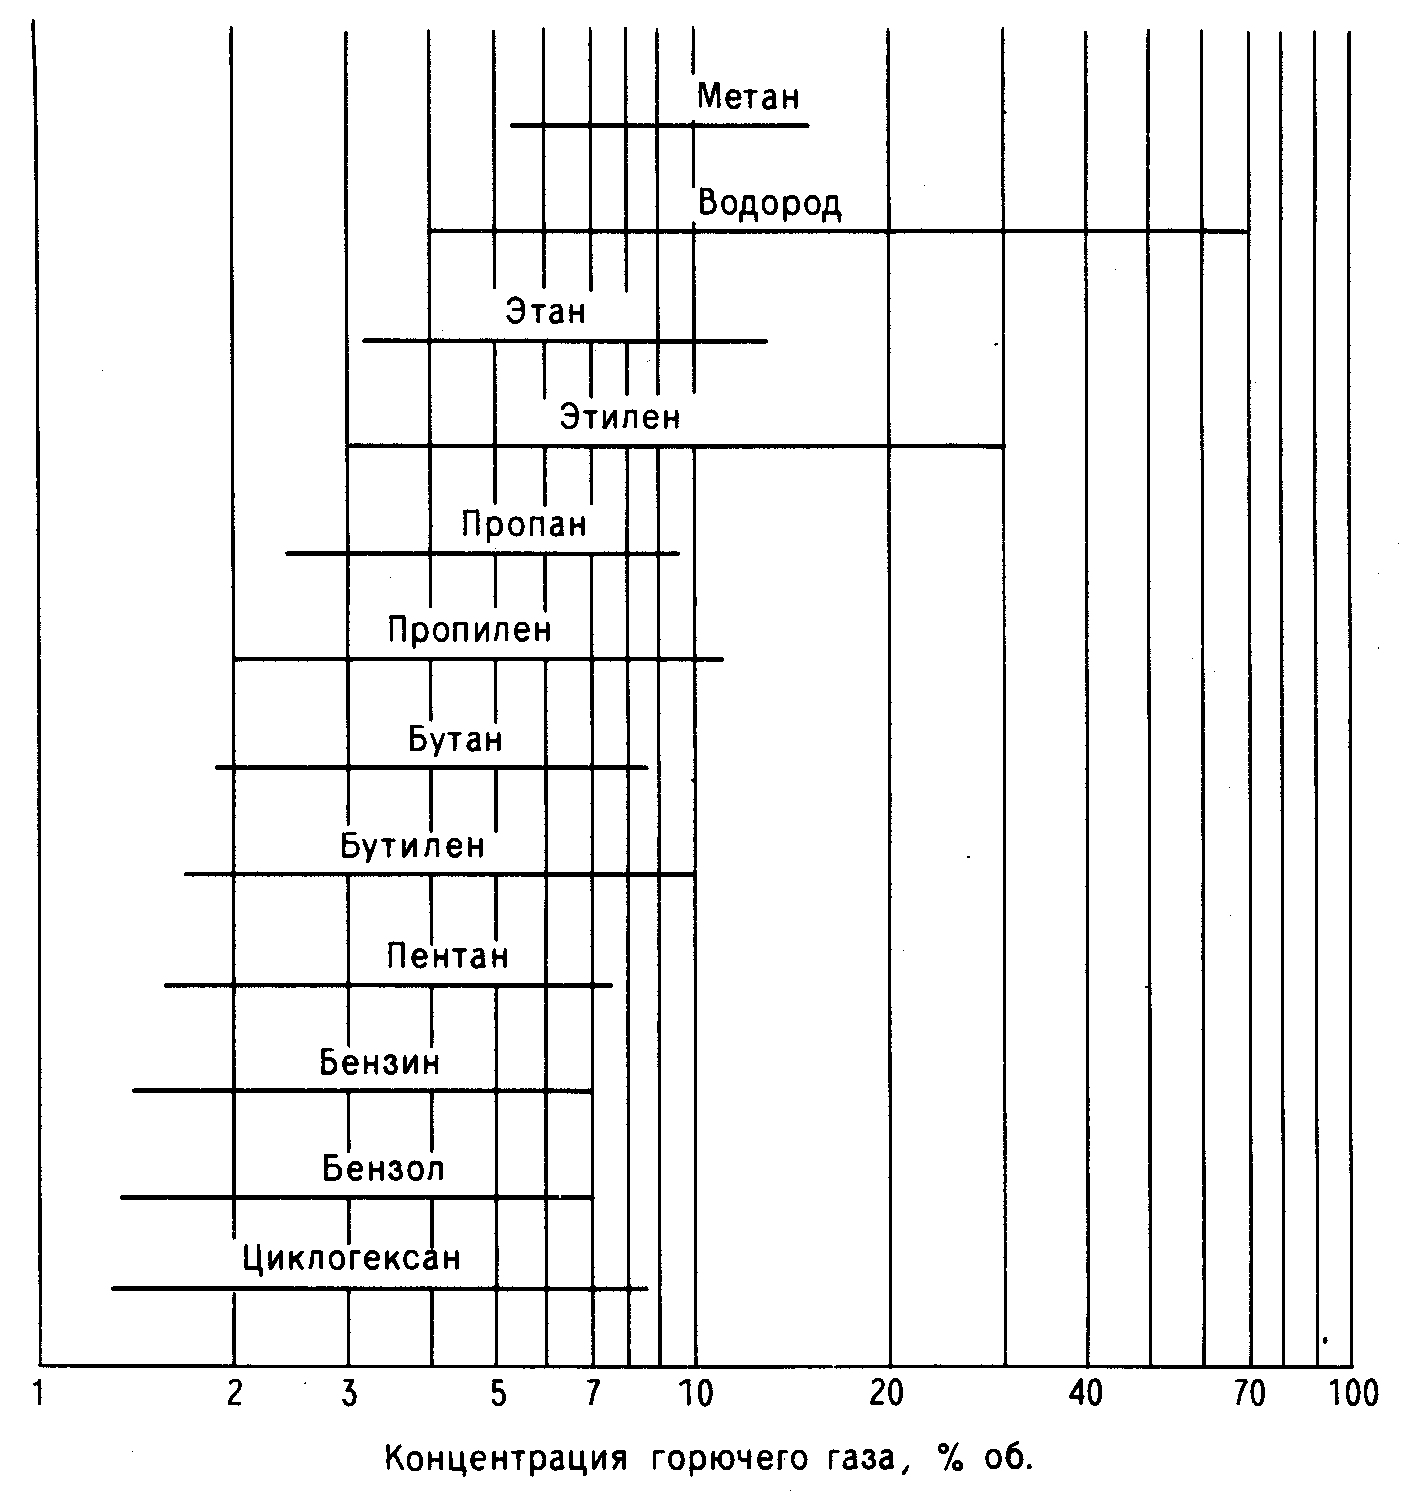 Метан
Водород
Этан
Этилен
Пропан
Пропилен
Бутан
Бутилен
Пентан
Бензин
Бензол
Циклогексан
1 2 3 5 7 10 20 40 70 100
Концентрация горючего газа, % об.